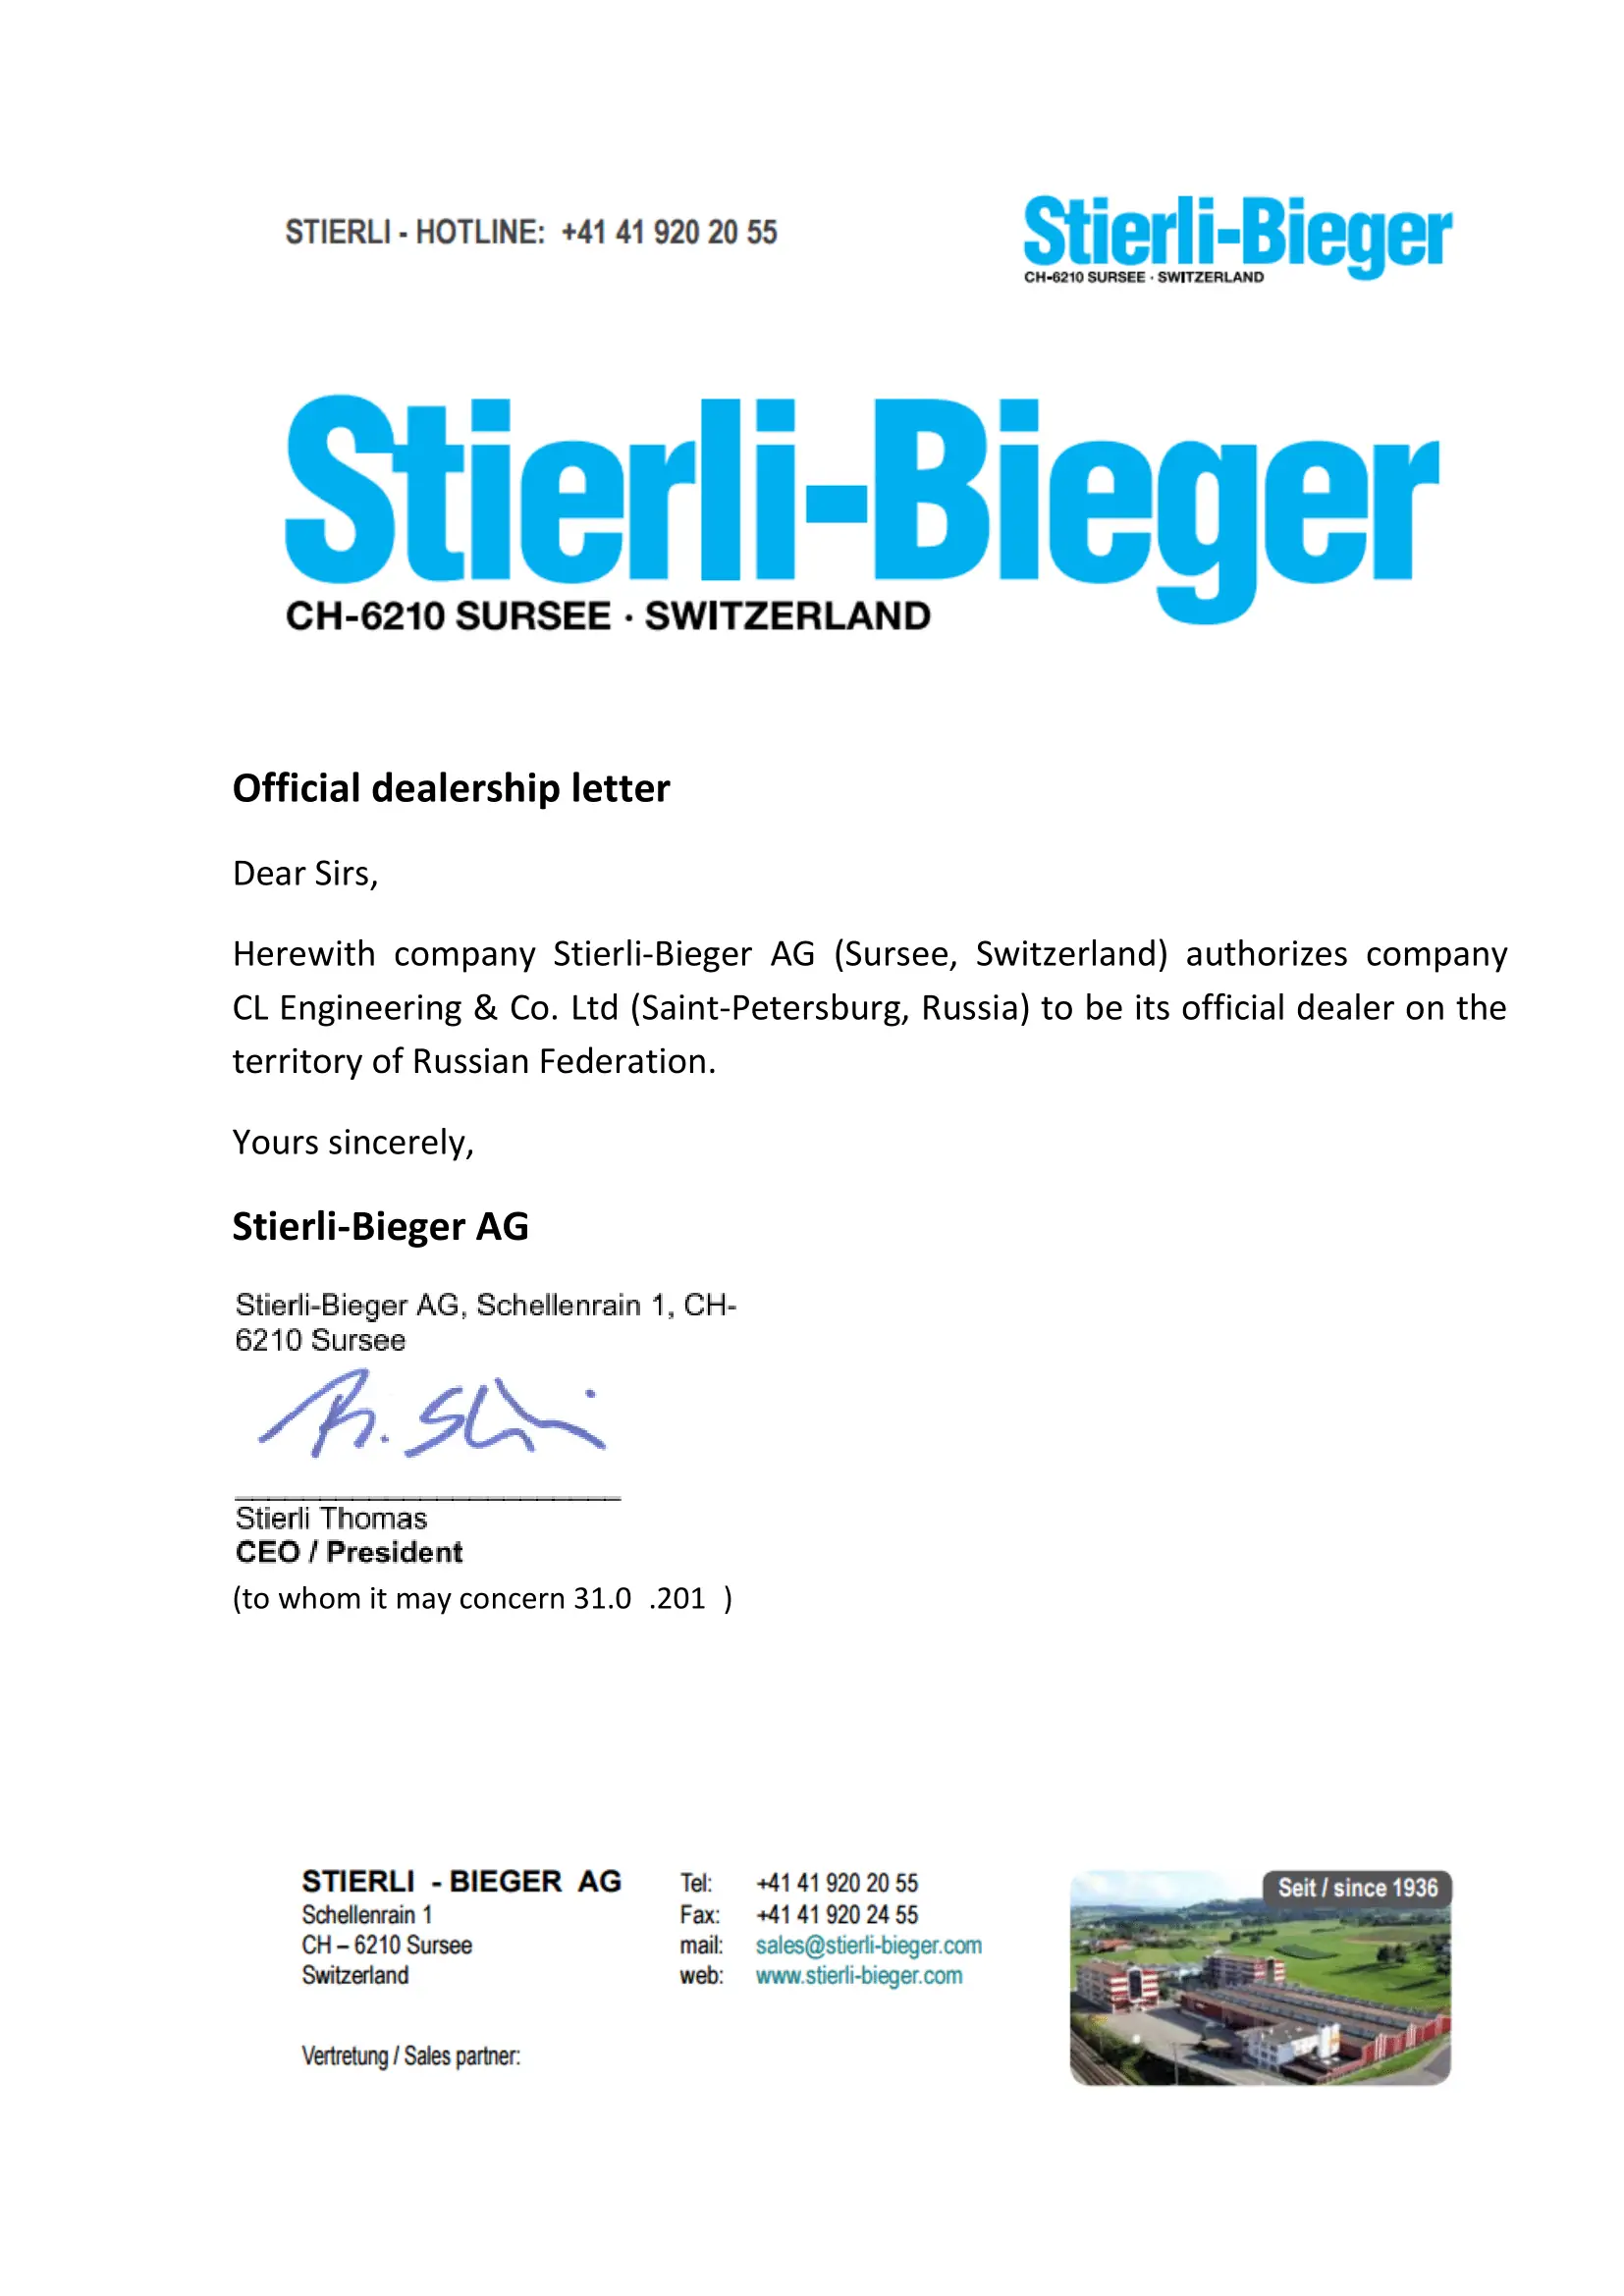 STIERLI - HOTLINE: +41 41 920 20 55
Stierli-Bieger
CH-6210 SURSEE · SWITZERLAND
Stierli-Bieger
CH-6210 SURSEE · SWITZERLAND
Official dealership letter
Dear Sirs,
Herewith company Stierli-Bieger AG (Sursee, Switzerland) authorizes company
CL Engineering & Co. Ltd (Saint-Petersburg, Russia) to be its official dealer on the
territory of Russian Federation.
Yours sincerely,
Stierli-Bieger AG
Stierli-Bieger AG, Schellenrain 1, CH-
6210 Sursee
Stierli Thomas
CEO / President
(to whom it may concern 31.0 .201 )
STIERLI - BIEGER AG
Schellenrain 1
CH – 6210 Sursee
Switzerland
Vertretung / Sales partner:
Tel: +41 41 920 20 55
Fax: +41 41 920 24 55
mail: sales@stierli-bieger.com
web: www.stierli-bieger.com
Seit / since 1936